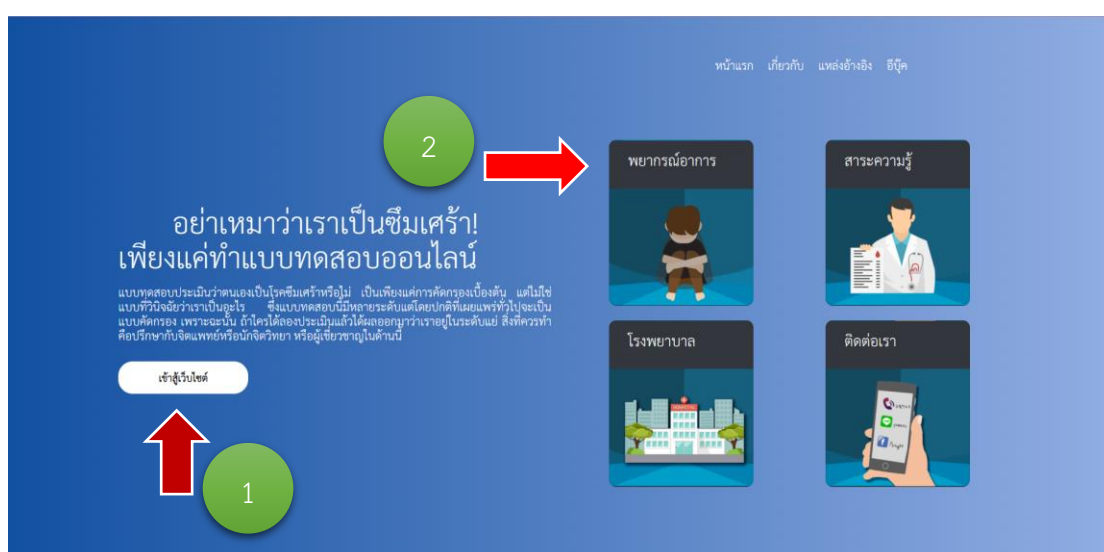 หน้าแรก เกี่ยวกับ แหล่งอ้างอิง อีบุ๊ค
2
พยากรณ์อาการ
สาระความรู้
อย่าเหมาว่าเราเป็นซึมเศร้า!
เพียงแค่ทำแบบทดสอบออนไลน์
แบบทดสอบประเมินว่าตนเองเป็นโรคซึมเศร้าหรือไม่ เป็นเพียงแค่การคัดกรองเบื้องต้น แต่ไม่ใช่
แบบที่วินิจฉัยว่าเราเป็นอะไร ซึ่งแบบทดสอบนี้มีหลายระดับแต่โดยปกติที่เผยแพร่ทั่วไปจะเป็น
แบบคัดกรอง เพราะฉะนั้น ถ้าใครได้ลองประเมินแล้วได้ผลออกมาว่าเราอยู่ในระดับแย่ สิ่งที่ควรทำ
คือปรึกษากับจิตแพทย์หรือนักจิตวิทยา หรือผู้เชี่ยวชาญในด้านนี้
เข้าสู่เว็บไซต์
1
โรงพยาบาล
ติดต่อเรา
HOSPITAL